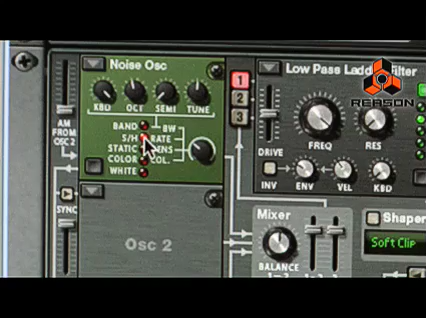 Noise Osc
KBD OCT SEMI TUNE
BAND BW
S/H RATE
STATIC DENS
COLOR COL.
WHITE
AM FROM OSC 2
SYNC
Osc 2
1
2
3
Low Pass Ladder Filter
REASON
DRIVE FREQ RES
INV ENV VEL KBD
Mixer
BALANCE
Shaper
Soft Clip